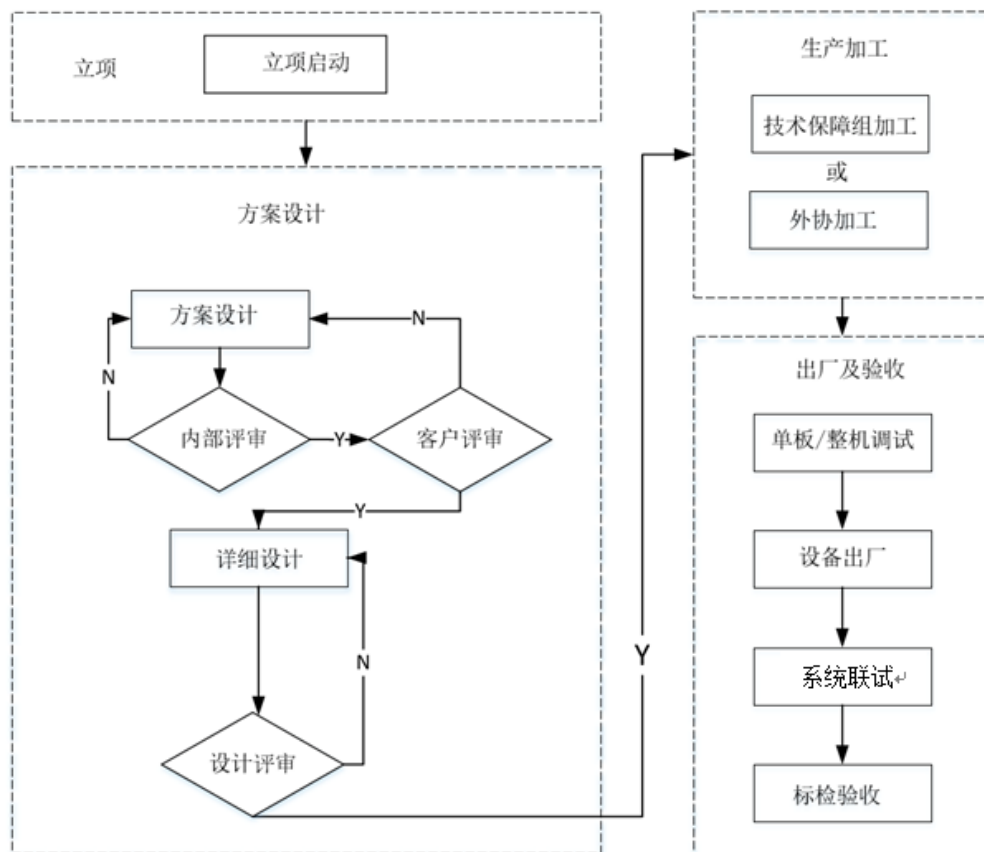 立项
立项启动
方案设计
方案设计
N
N
内部评审
Y
客户评审
Y
详细设计
N
设计评审
Y
生产加工
技术保障组加工
或
外协加工
出厂及验收
单板/整机调试
设备出厂
系统联试↵
标检验收